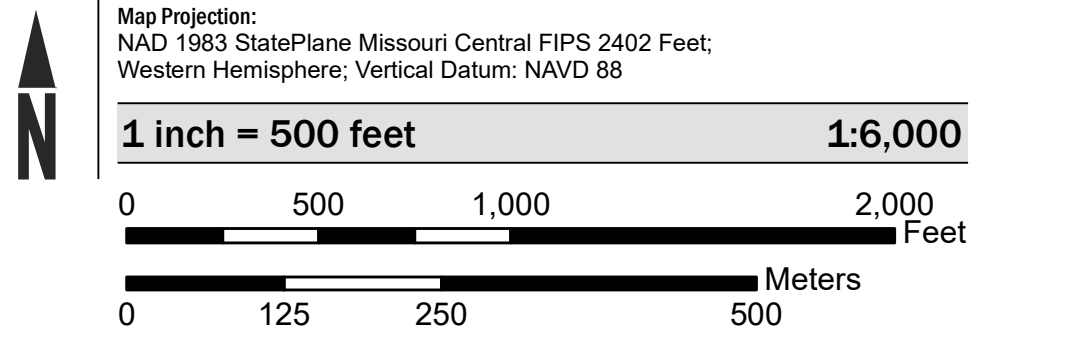 Map Projection:
NAD 1983 StatePlane Missouri Central FIPS 2402 Feet;
Western Hemisphere; Vertical Datum: NAVD 88
N
1 inch = 500 feet 1:6,000
0 500 1,000 2,000
Feet
Meters
0 125 250 500